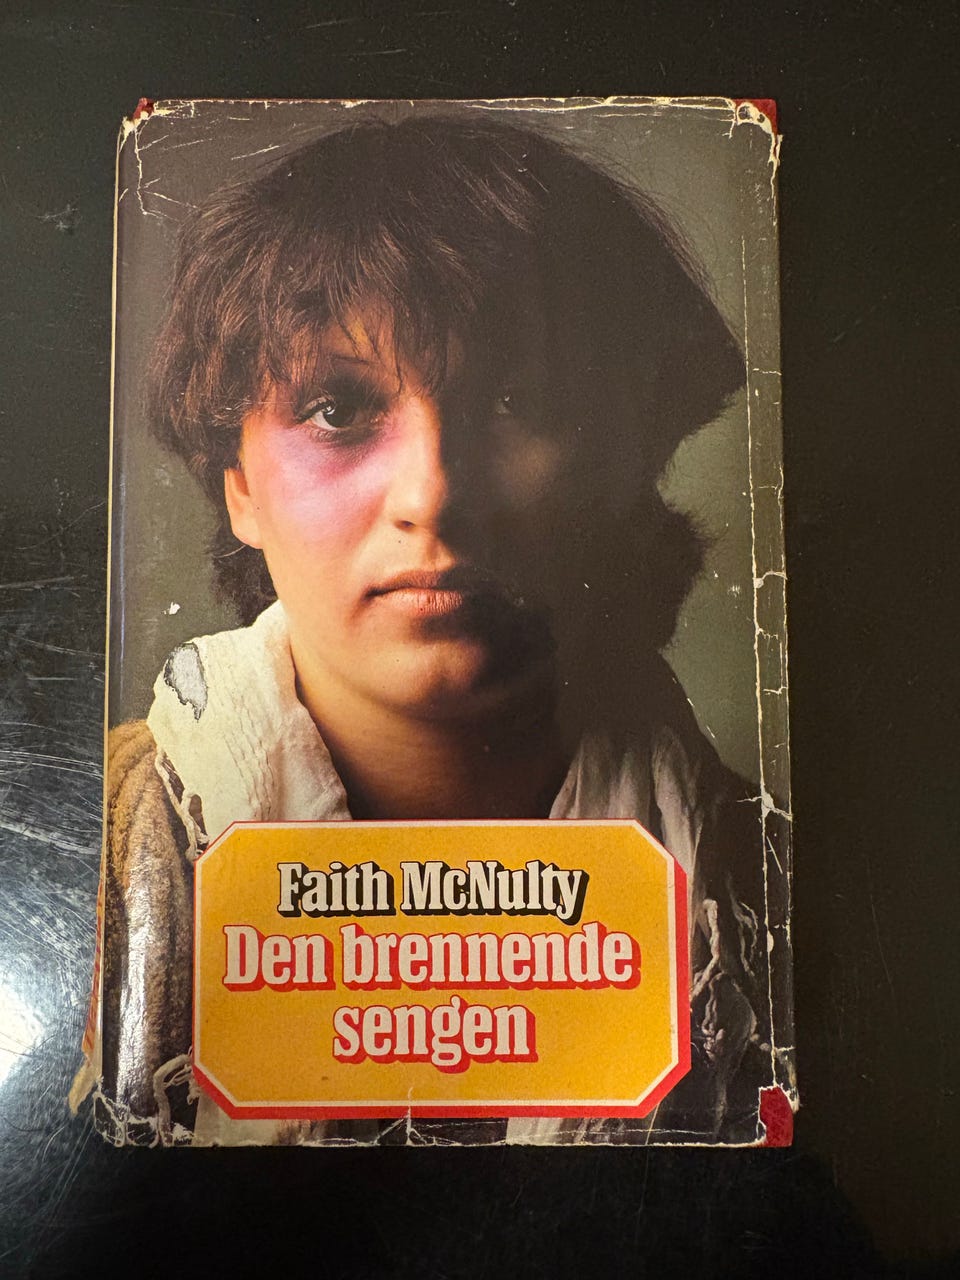 Faith McNulty
Den brennende
sengen